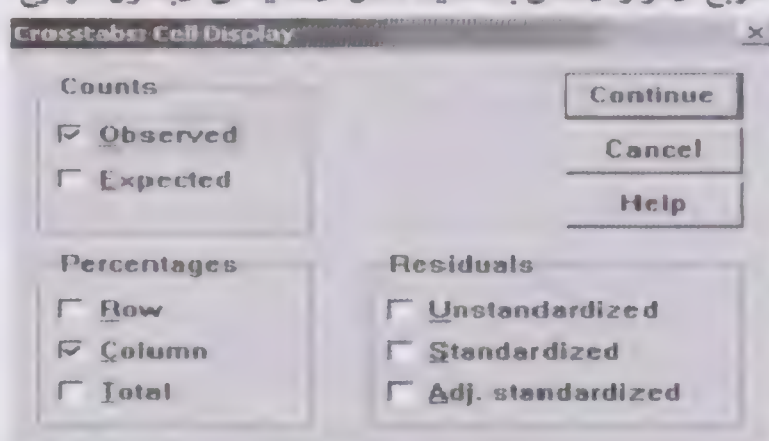 Crosstabs: Cell Display
Counts
Observed
Expected
Continue
Cancel
Help
Percentages
Row
Column
Total
Residuals
Unstandardized
Standardized
Adj. standardized